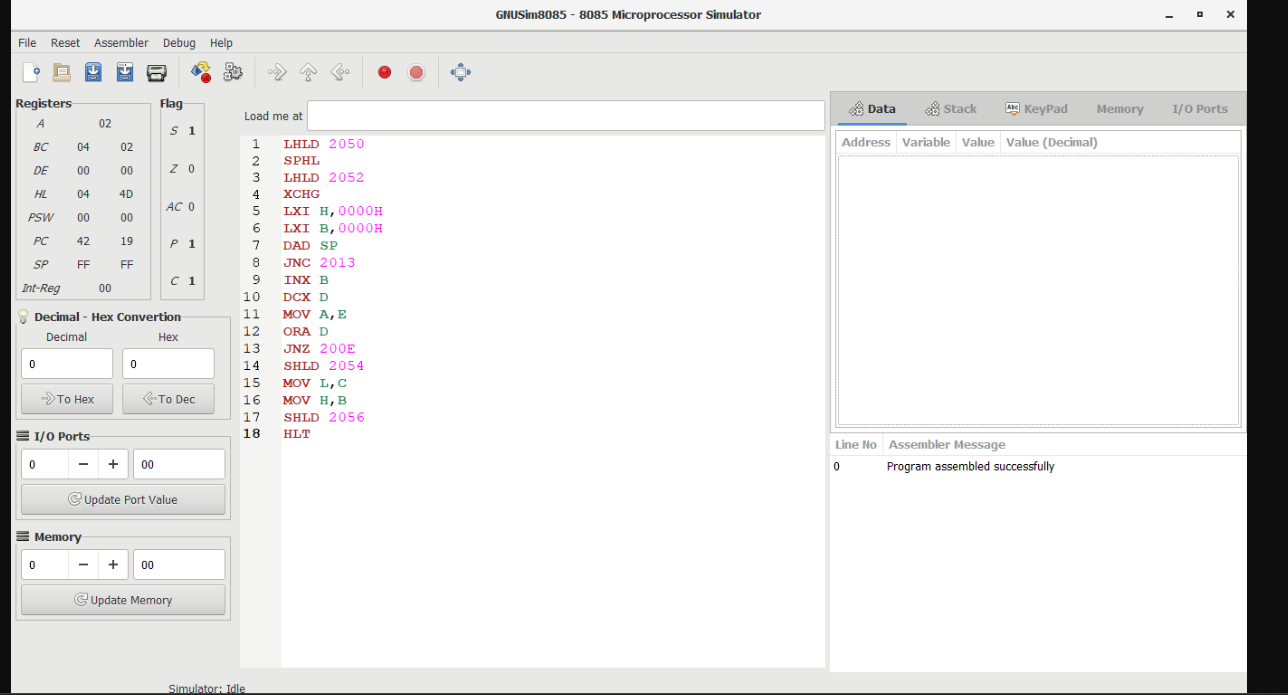 GNUSim8085 - 8085 Microprocessor Simulator
File Reset Assembler Debug Help
Registers
A 02
BC 04 02
DE 00 00
HL 04 4D
PSW 00 00
PC 42 19
SP FF FF
Int-Reg 00
Flag
S 1
Z 0
AC 0
P 1
C 1
Decimal - Hex Convertion
Decimal Hex
0 0
To Hex To Dec
I/O Ports
0 − + 00
Update Port Value
Memory
0 − + 00
Update Memory
Load me at
1 LHLD 2050
2 SPHL
3 LHLD 2052
4 XCHG
5 LXI H,0000H
6 LXI B,0000H
7 DAD SP
8 JNC 2013
9 INX B
10 DCX D
11 MOV A,E
12 ORA D
13 JNZ 200E
14 SHLD 2054
15 MOV L,C
16 MOV H,B
17 SHLD 2056
18 HLT
Data Stack Abc KeyPad Memory I/O Ports
Address Variable Value Value (Decimal)
Line No Assembler Message
0 Program assembled successfully
Simulator: Idle